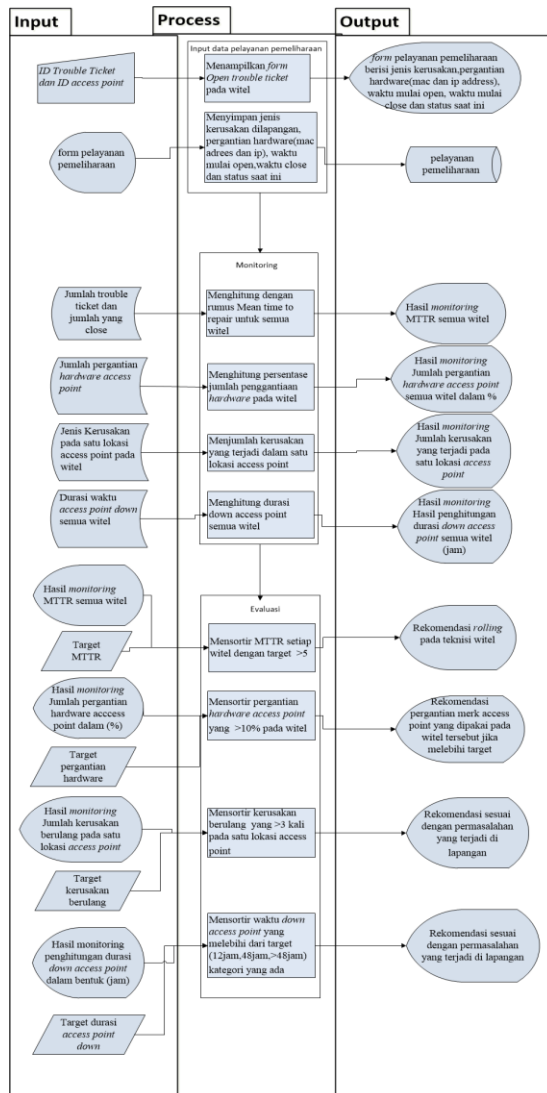 Input
Process
Output
Input data pelayanan pemeliharaan
ID Trouble Ticket
dan ID access point
Menampilkan form
Open trouble ticket
pada witel
form pelayanan
pemeliharaan
berisi jenis kerusakan,pergantian
hardware(mac dan ip address),
waktu mulai open, waktu mulai
close dan status saat ini
form pelayanan
pemeliharaan
Menyimpan jenis
kerusakan dilapangan,
pergantian hardware(mac
adrees dan ip), waktu
mulai open,waktu close
dan status saat ini
pelayanan
pemeliharaan
Monitoring
Jumlah trouble
ticket dan
jumlah yang
close
Menghitung dengan
rumus Mean time to
repair untuk semua
witel
Hasil monitoring
MTTR semua witel
Jumlah pergantian
hardware access
point
Menghitung persentase
jumlah penggantiaan
hardware pada witel
Hasil monitoring
Jumlah pergantian
hardware access point
semua witel dalam %
Jenis Kerusakan
pada satu lokasi
access point pada
witel
Menjumlah kerusakan
yang terjadi dalam satu
lokasi access point
Hasil monitoring
Jumlah kerusakan
yang terjadi pada
satu lokasi access
point
Durasi waktu
access point down
semua witel
Menghitung durasi
down access point
semua witel
Hasil monitoring
Hasil penghitungan
durasi down access
point semua witel
(jam)
Evaluasi
Hasil monitoring
MTTR semua witel
Target
MTTR
Mensortir MTTR setiap
witel dengan target >5
Rekomendasi rolling
pada teknisi witel
Hasil monitoring
Jumlah pergantian
hardware acccess
point dalam (%)
Target
pergantian
hardware
Mensortir pergantian
hardware access point
yang >10% pada witel
Rekomendasi
pergantian merk access
point yang dipakai pada
witel tersebut jika
melebihi target
Hasil monitoring
Jumlah kerusakan
berulang pada satu
lokasi access point
Target
kerusakan
berulang
Mensortir kerusakan
berulang yang >3 kali
pada satu lokasi access
point
Rekomendasi sesuai
dengan permasalahan
yang terjadi di
lapangan
Hasil monitoring
penghitungan durasi
down access point
dalam bentuk (jam)
Target durasi
access point
down
Mensortir waktu down
access point yang
melebihi dari target
(12jam,48jam,>48jam)
kategori yang ada
Rekomendasi sesuai
dengan permasalahan
yang terjadi di lapangan